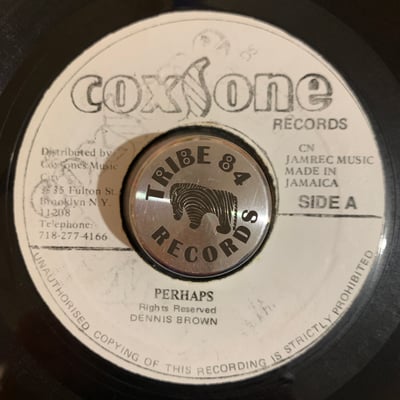 coxsone
RECORDS
Distributed by
Coxsone's Music
City
#35 Fulton St.
Brooklyn N.Y.
11208
Telephone:
718-277-4166
CN
JAMREC MUSIC
MADE IN
JAMAICA
SIDE A
TRIBE 84
RECORDS
PERHAPS
Rights Reserved
DENNIS BROWN
UNAUTHORISED COPYING OF THIS RECORDING IS STRICTLY PROHIBITED.